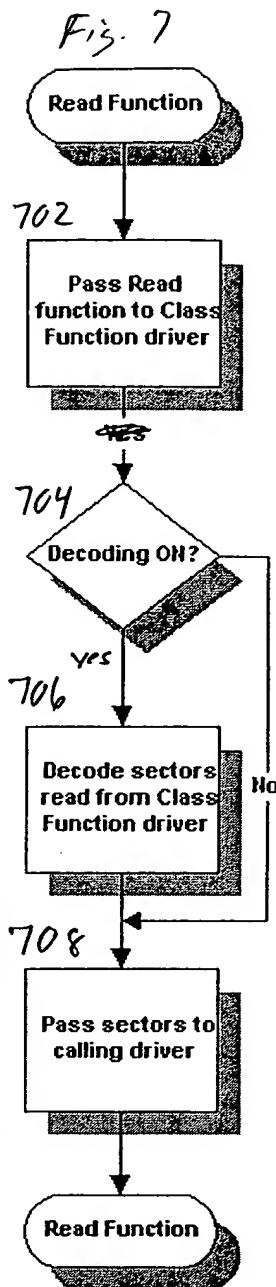 Fig. 7
Read Function
702
Pass Read
function to Class
Function driver
704
Decoding ON?
yes
706
Decode sectors
read from Class
Function driver
No
708
Pass sectors to
calling driver
Read Function